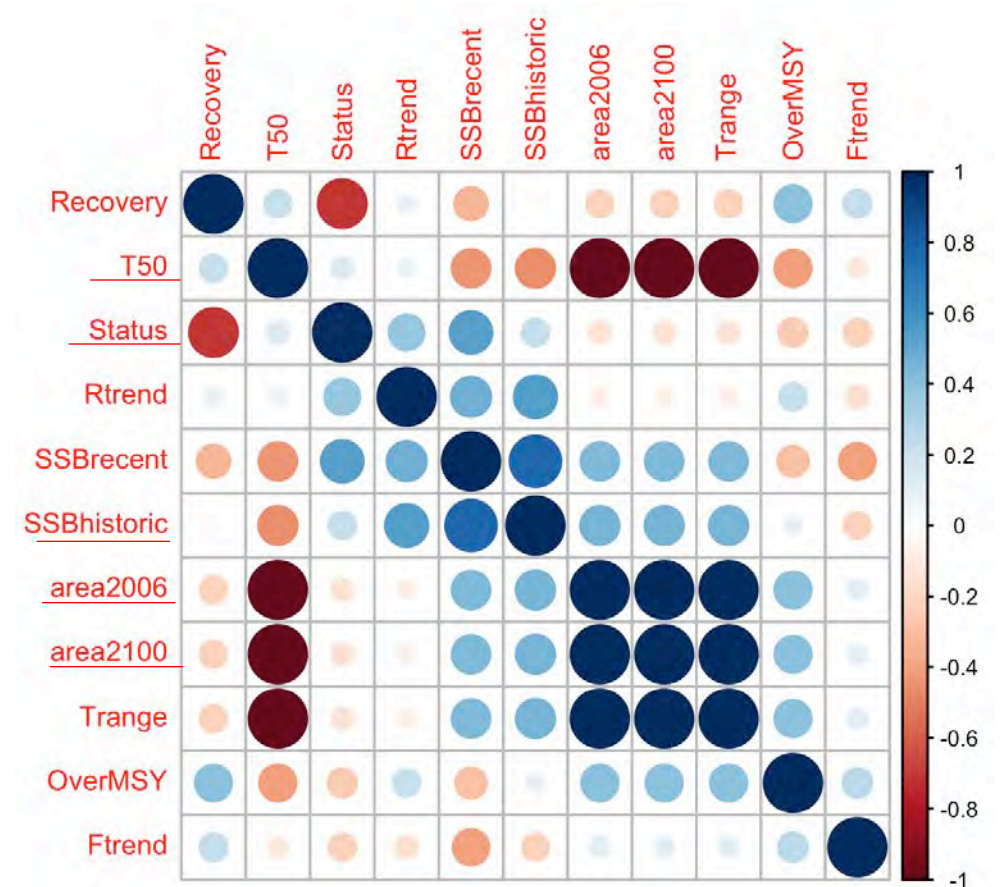 Recovery
T50
Status
Rtrend
SSBrecent
SSBhistoric
area2006
area2100
Trange
OverMSY
Ftrend
Recovery
T50
Status
Rtrend
SSBrecent
SSBhistoric
area2006
area2100
Trange
OverMSY
Ftrend
1
0.8
0.6
0.4
0.2
0
-0.2
-0.4
-0.6
-0.8
-1